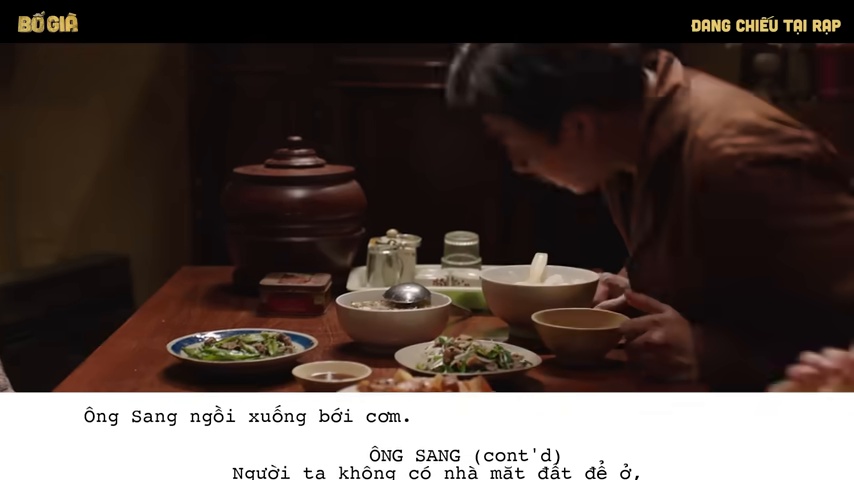 BỐ GIÀ
ĐANG CHIẾU TẠI RẠP
Ông Sang ngồi xuống bới cơm.
ÔNG SANG (cont'd)
Người ta không có nhà mặt đất để ở,